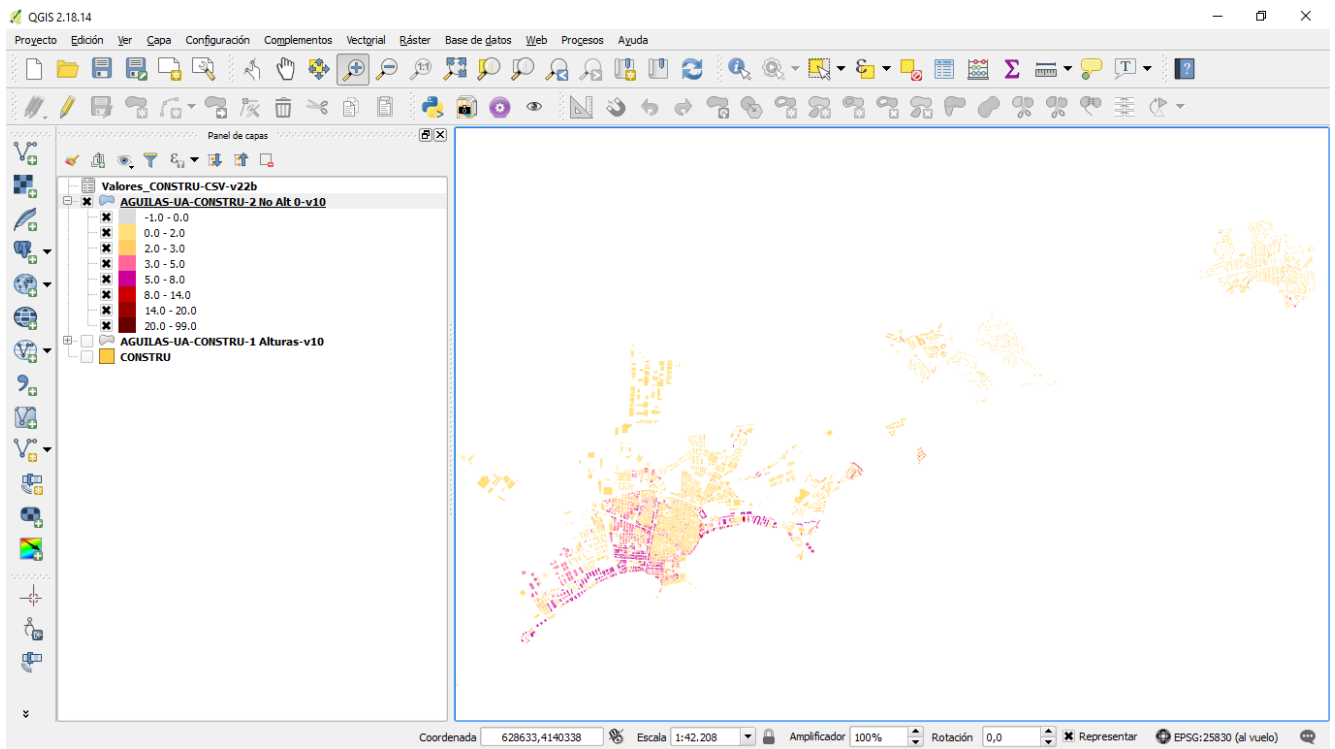 QGIS 2.18.14
Proyecto Edición Ver Capa Configuración Complementos Vectorial Ráster Base de datos Web Procesos Ayuda
Panel de capas
Valores_CONSTRU-CSV-v22b
AGUILAS-UA-CONSTRU-2 No Alt 0-v10
-1.0 - 0.0
0.0 - 2.0
2.0 - 3.0
3.0 - 5.0
5.0 - 8.0
8.0 - 14.0
14.0 - 20.0
20.0 - 99.0
AGUILAS-UA-CONSTRU-1 Alturas-v10
CONSTRU
Coordenada 628633,4140338 Escala 1:42.208 Amplificador 100% Rotación 0,0 Representar EPSG:25830 (al vuelo)